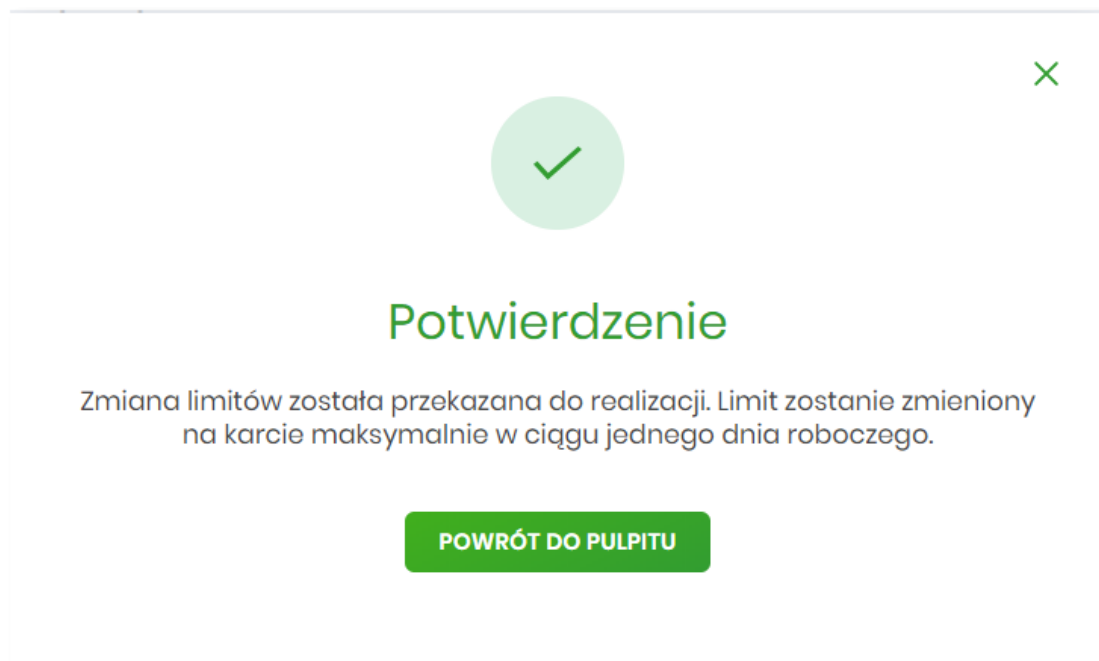 Potwierdzenie
Zmiana limitów została przekazana do realizacji. Limit zostanie zmieniony
na karcie maksymalnie w ciągu jednego dnia roboczego.
POWRÓT DO PULPITU